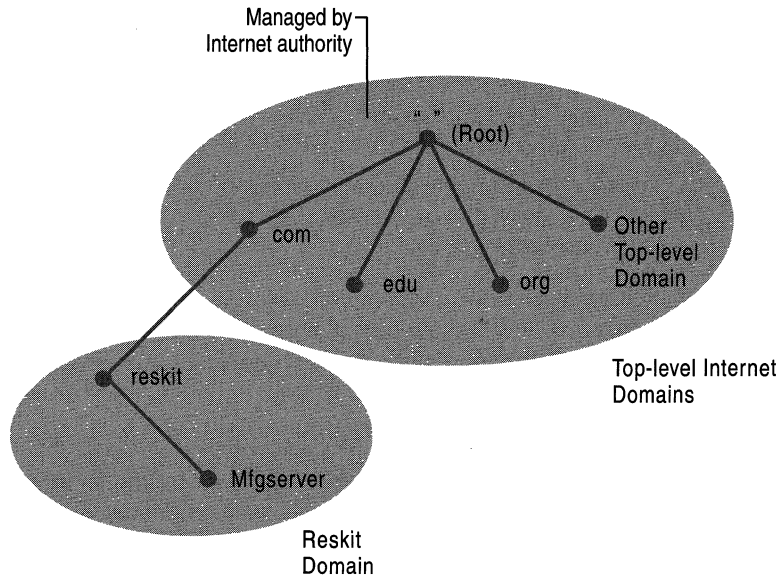 Managed by
Internet authority
" "
(Root)
com
Other
Top-level
Domain
edu
org
Top-level Internet
Domains
reskit
Mfgserver
Reskit
Domain